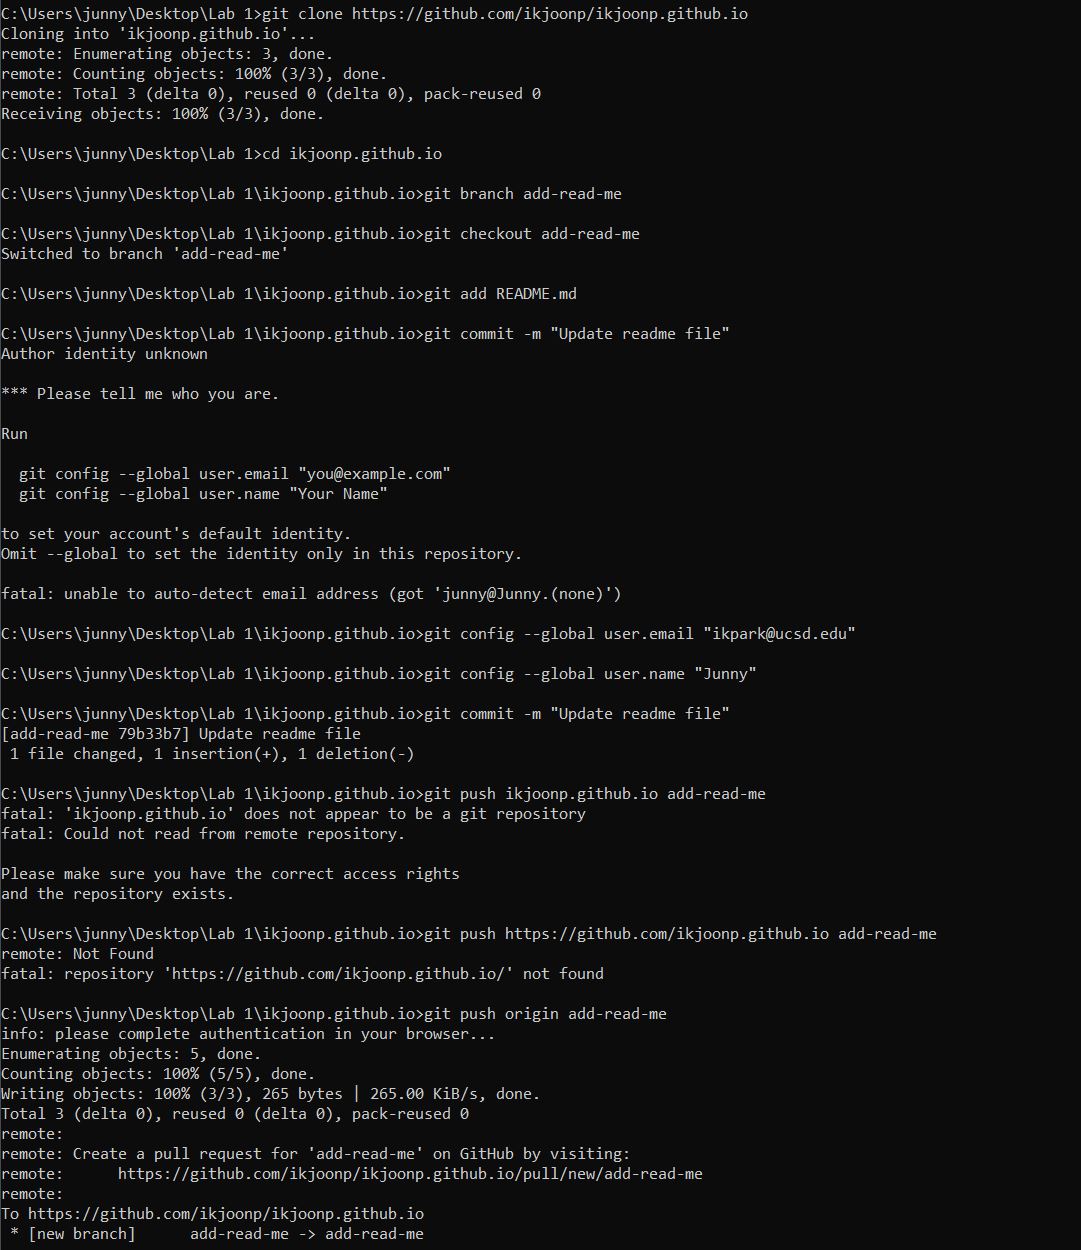 C:\Users\junny\Desktop\Lab 1>git clone https://github.com/ikjoonp/ikjoonp.github.io
Cloning into 'ikjoonp.github.io'...
remote: Enumerating objects: 3, done.
remote: Counting objects: 100% (3/3), done.
remote: Total 3 (delta 0), reused 0 (delta 0), pack-reused 0
Receiving objects: 100% (3/3), done.
C:\Users\junny\Desktop\Lab 1>cd ikjoonp.github.io
C:\Users\junny\Desktop\Lab 1\ikjoonp.github.io>git branch add-read-me
C:\Users\junny\Desktop\Lab 1\ikjoonp.github.io>git checkout add-read-me
Switched to branch 'add-read-me'
C:\Users\junny\Desktop\Lab 1\ikjoonp.github.io>git add README.md
C:\Users\junny\Desktop\Lab 1\ikjoonp.github.io>git commit -m "Update readme file"
Author identity unknown
*** Please tell me who you are.
Run
  git config --global user.email "you@example.com"
  git config --global user.name "Your Name"
to set your account's default identity.
Omit --global to set the identity only in this repository.
fatal: unable to auto-detect email address (got 'junny@Junny.(none)')
C:\Users\junny\Desktop\Lab 1\ikjoonp.github.io>git config --global user.email "ikpark@ucsd.edu"
C:\Users\junny\Desktop\Lab 1\ikjoonp.github.io>git config --global user.name "Junny"
C:\Users\junny\Desktop\Lab 1\ikjoonp.github.io>git commit -m "Update readme file"
[add-read-me 79b33b7] Update readme file
 1 file changed, 1 insertion(+), 1 deletion(-)
C:\Users\junny\Desktop\Lab 1\ikjoonp.github.io>git push ikjoonp.github.io add-read-me
fatal: 'ikjoonp.github.io' does not appear to be a git repository
fatal: Could not read from remote repository.
Please make sure you have the correct access rights
and the repository exists.
C:\Users\junny\Desktop\Lab 1\ikjoonp.github.io>git push https://github.com/ikjoonp.github.io add-read-me
remote: Not Found
fatal: repository 'https://github.com/ikjoonp.github.io/' not found
C:\Users\junny\Desktop\Lab 1\ikjoonp.github.io>git push origin add-read-me
info: please complete authentication in your browser...
Enumerating objects: 5, done.
Counting objects: 100% (5/5), done.
Writing objects: 100% (3/3), 265 bytes | 265.00 KiB/s, done.
Total 3 (delta 0), reused 0 (delta 0), pack-reused 0
remote:
remote: Create a pull request for 'add-read-me' on GitHub by visiting:
remote:      https://github.com/ikjoonp/ikjoonp.github.io/pull/new/add-read-me
remote:
To https://github.com/ikjoonp/ikjoonp.github.io
 * [new branch]      add-read-me -> add-read-me